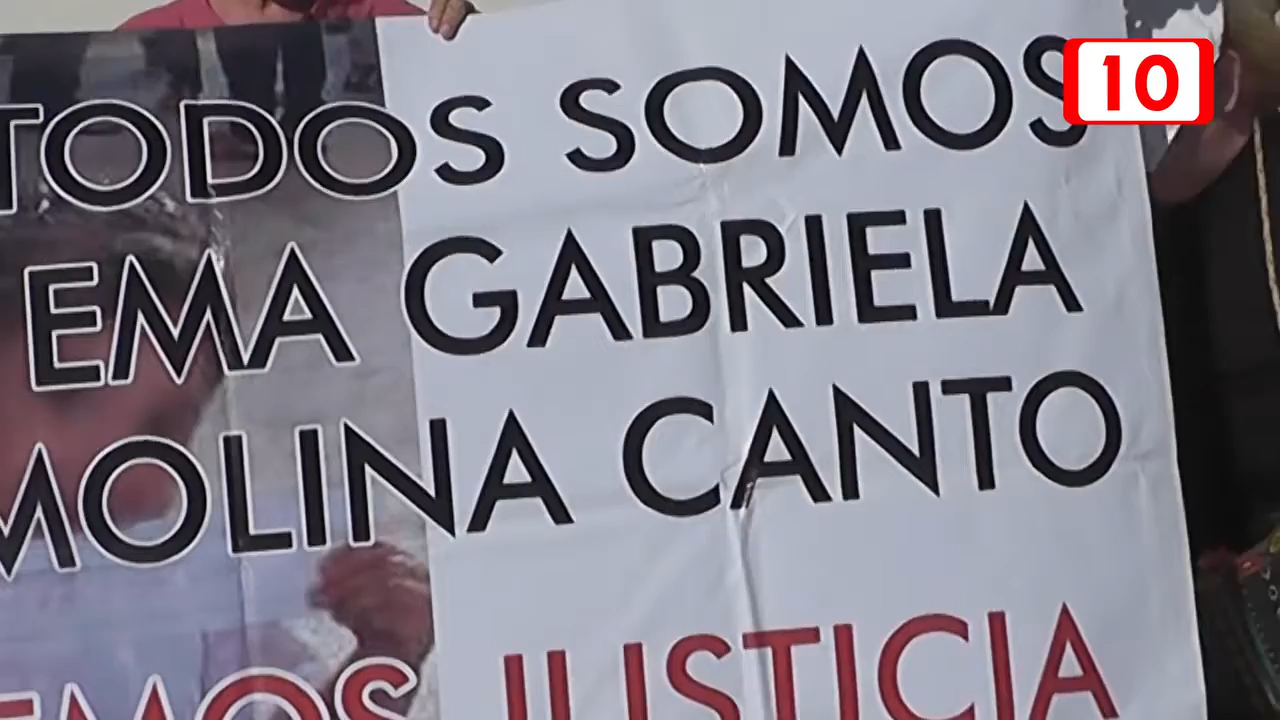 TODOS SOMOS
EMA GABRIELA
MOLINA CANTO
JUSTICIA
10